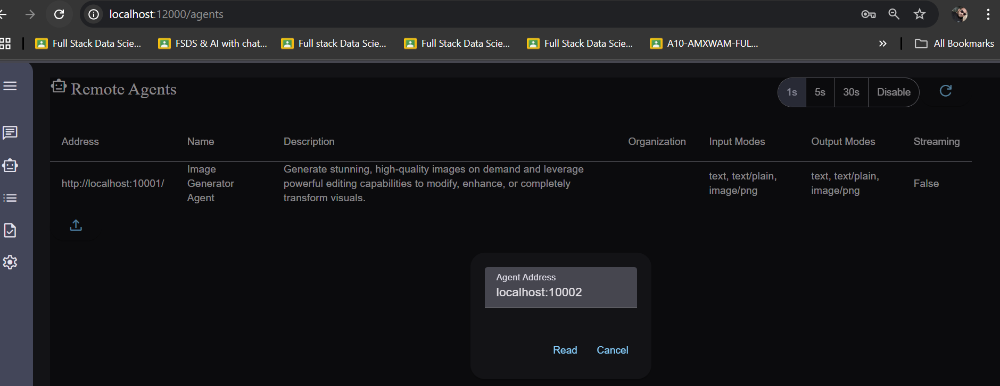 localhost:12000/agents
Full Stack Data Scie...
FSDS & AI with chat...
Full stack Data Scie...
Full Stack Data Scie...
Full Stack Data Scie...
A10-AMXWAM-FUL...
All Bookmarks
Remote Agents
1s
5s
30s
Disable
Address
Name
Description
Organization
Input Modes
Output Modes
Streaming
http://localhost:10001/
Image
Generator
Agent
Generate stunning, high-quality images on demand and leverage
powerful editing capabilities to modify, enhance, or completely
transform visuals.
text, text/plain,
image/png
text, text/plain,
image/png
False
Agent Address
localhost:10002
Read
Cancel